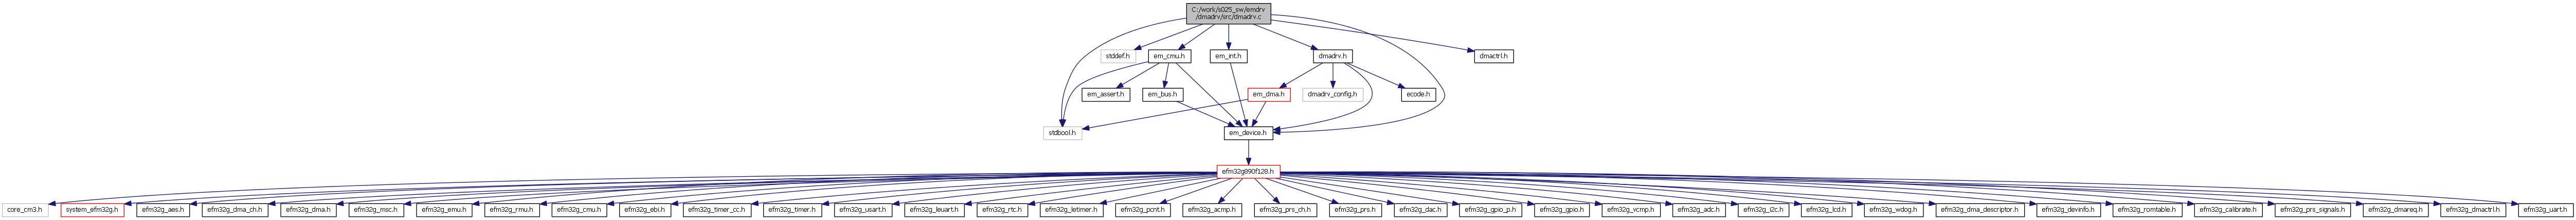 C:/work/s025_sw/emdrv
/dmadrv/src/dmadrv.c
stddef.h
em_cmu.h
em_int.h
dmadrv.h
dmactrl.h
em_assert.h
em_bus.h
em_dma.h
dmadrv_config.h
ecode.h
stdbool.h
em_device.h
efm32g890f128.h
core_cm3.h
system_efm32g.h
efm32g_aes.h
efm32g_dma_ch.h
efm32g_dma.h
efm32g_msc.h
efm32g_emu.h
efm32g_rmu.h
efm32g_cmu.h
efm32g_ebi.h
efm32g_timer_cc.h
efm32g_timer.h
efm32g_usart.h
efm32g_leuart.h
efm32g_rtc.h
efm32g_letimer.h
efm32g_pcnt.h
efm32g_acmp.h
efm32g_prs_ch.h
efm32g_prs.h
efm32g_dac.h
efm32g_gpio_p.h
efm32g_gpio.h
efm32g_vcmp.h
efm32g_adc.h
efm32g_i2c.h
efm32g_lcd.h
efm32g_wdog.h
efm32g_dma_descriptor.h
efm32g_devinfo.h
efm32g_romtable.h
efm32g_calibrate.h
efm32g_prs_signals.h
efm32g_dmareq.h
efm32g_dmactrl.h
efm32g_uart.h